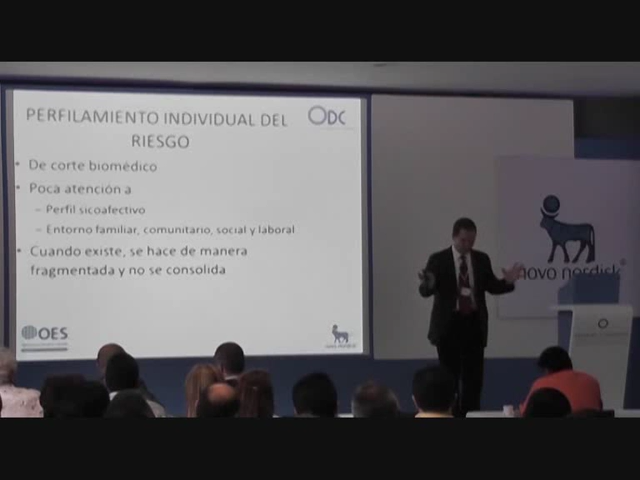 PERFILAMIENTO INDIVIDUAL DEL
RIESGO
ODC
• De corte biomédico
• Poca atención a
– Perfil sicoafectivo
– Entorno familiar, comunitario, social y laboral
• Cuando existe, se hace de manera
fragmentada y no se consolida
OES
novo nordisk®